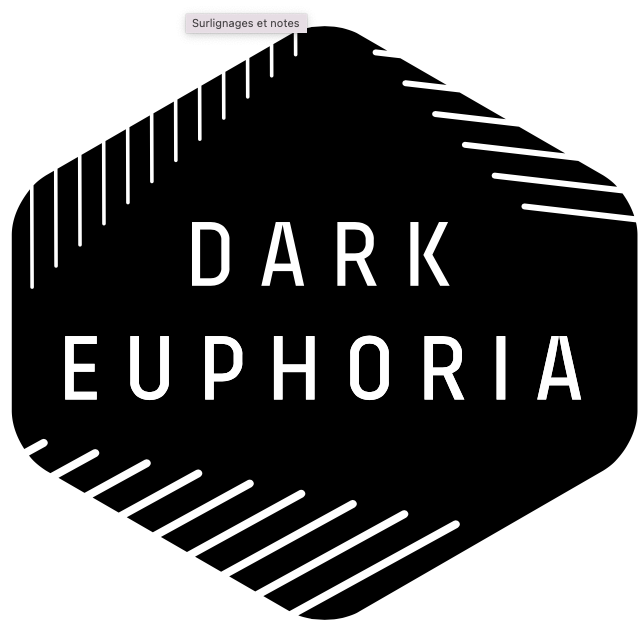 Surlignages et notes
DARK
EUPHORIA